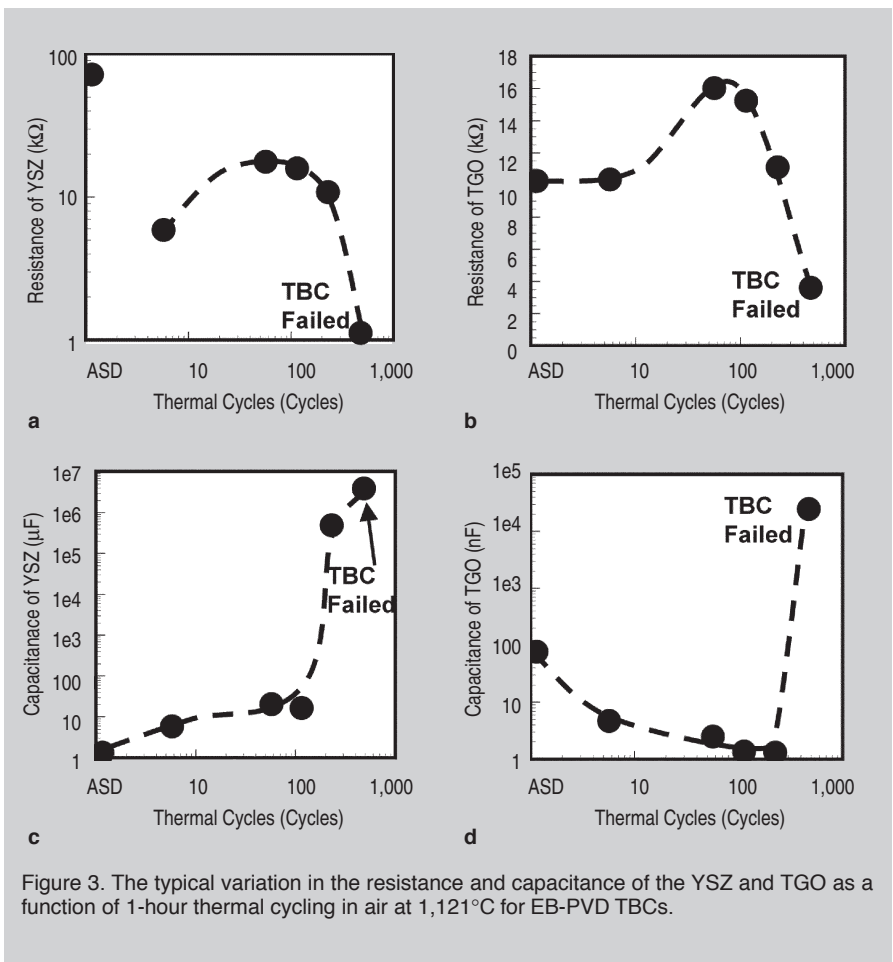 100
10
1
Resistance of YSZ (kΩ)
TBC
Failed
ASD 10 100 1,000
Thermal Cycles (Cycles)
a
18
16
14
12
10
8
6
4
2
0
Resistance of TGO (kΩ)
TBC
Failed
ASD 10 100 1,000
Thermal Cycles (Cycles)
b
1e7
1e6
1e5
1e4
1e3
100
10
1
Capacitanace of YSZ (µF)
TBC
Failed
ASD 10 100 1,000
Thermal Cycles (Cycles)
c
1e5
1e4
1e3
100
10
1
Capacitance of TGO (nF)
TBC
Failed
ASD 10 100 1,000
Thermal Cycles (Cycles)
d
Figure 3. The typical variation in the resistance and capacitance of the YSZ and TGO as a
function of 1-hour thermal cycling in air at 1,121°C for EB-PVD TBCs.